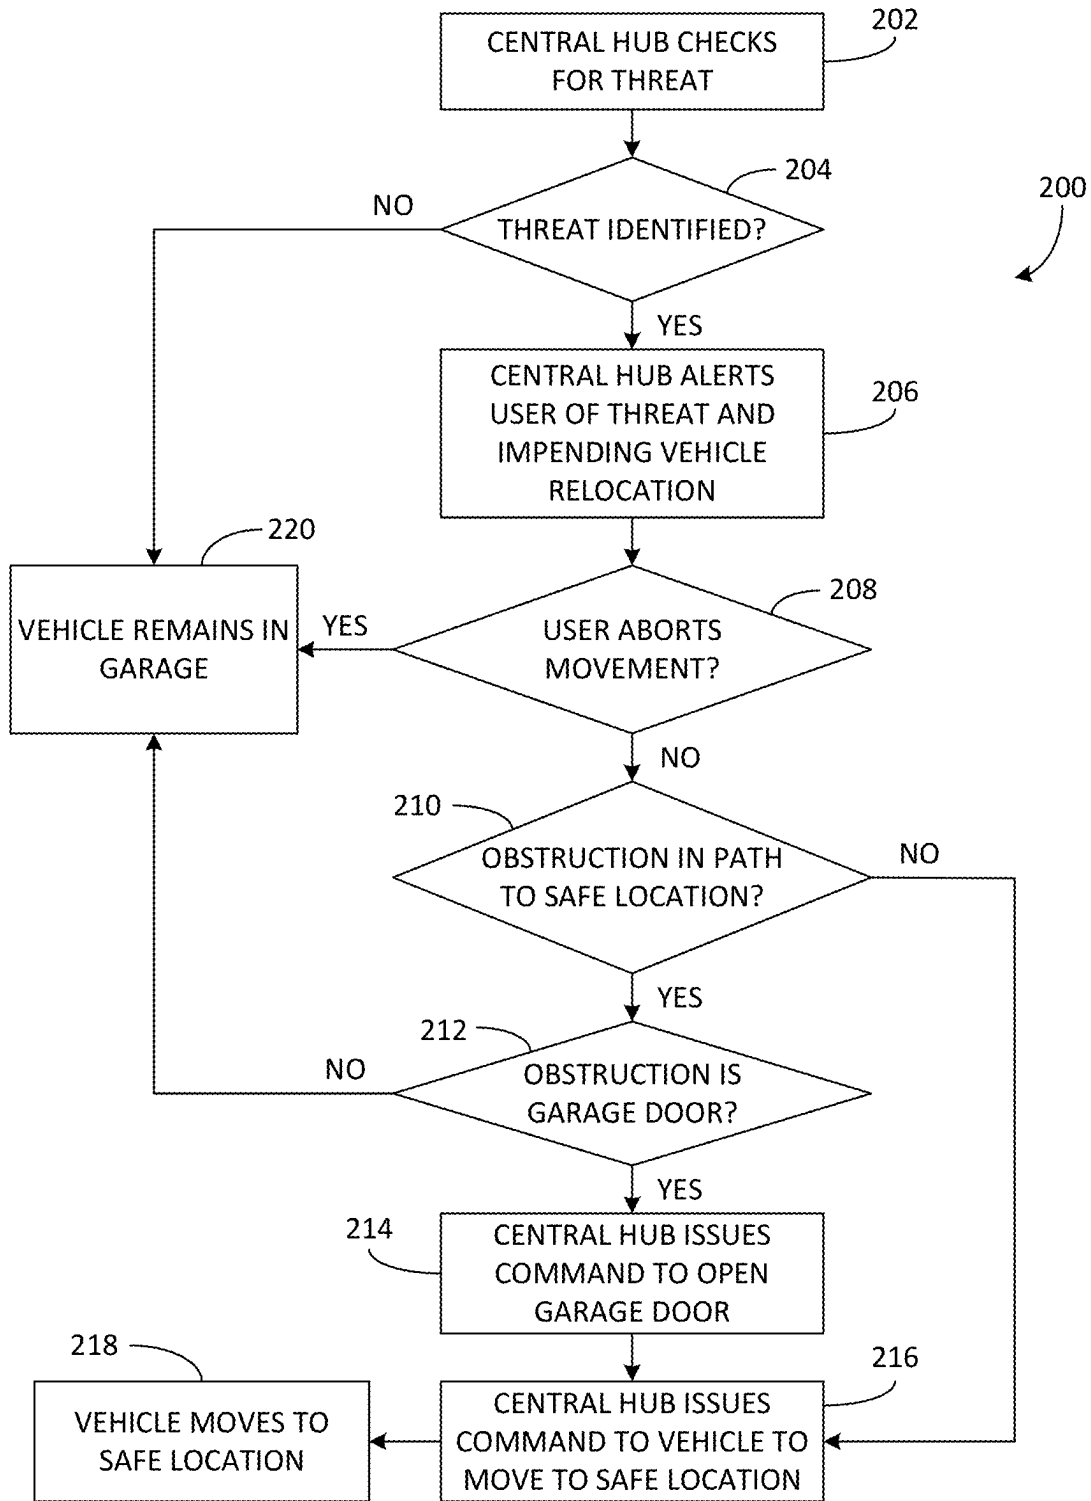 202
CENTRAL HUB CHECKS
FOR THREAT
204
200
NO
THREAT IDENTIFIED?
YES
CENTRAL HUB ALERTS
USER OF THREAT AND
IMPENDING VEHICLE
RELOCATION
206
220
208
VEHICLE REMAINS IN
GARAGE
YES
USER ABORTS
MOVEMENT?
NO
210
OBSTRUCTION IN PATH
TO SAFE LOCATION?
NO
YES
212
NO
OBSTRUCTION IS
GARAGE DOOR?
YES
214
CENTRAL HUB ISSUES
COMMAND TO OPEN
GARAGE DOOR
218
216
VEHICLE MOVES TO
SAFE LOCATION
CENTRAL HUB ISSUES
COMMAND TO VEHICLE TO
MOVE TO SAFE LOCATION